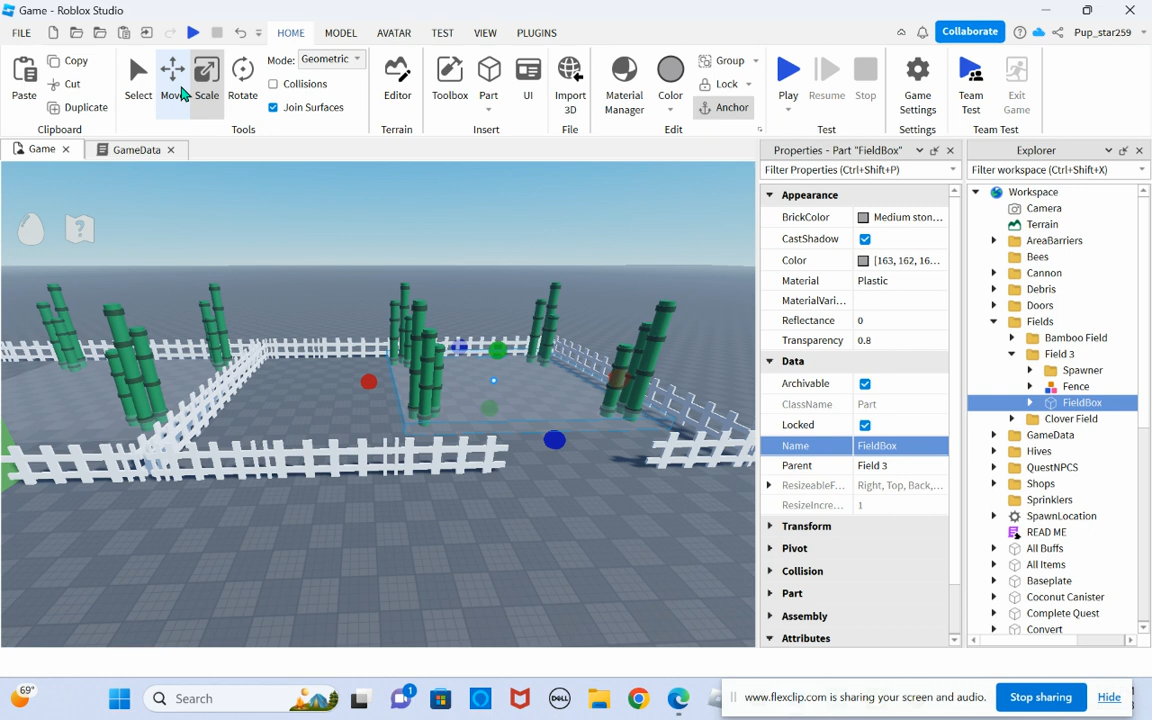 Game - Roblox Studio
FILE HOME MODEL AVATAR TEST VIEW PLUGINS Collaborate Pup_star259
Paste Copy Cut Duplicate
Clipboard
Select Move Scale Rotate Mode: Geometric Collisions Join Surfaces
Tools
Editor
Terrain
Toolbox Part UI
Insert
Import 3D
File
Material Manager Color Group Lock Anchor
Edit
Play Resume Stop
Test
Game Settings
Settings
Team Test Exit Game
Team Test
Game GameData
?
Properties - Part "FieldBox"
Filter Properties (Ctrl+Shift+P)
Appearance
BrickColor Medium ston...
CastShadow
Color [163, 162, 16...
Material Plastic
MaterialVari...
Reflectance 0
Transparency 0.8
Data
Archivable
ClassName Part
Locked
Name FieldBox
Parent Field 3
ResizeableF... Right, Top, Back,...
ResizeIncre... 1
Transform
Pivot
Collision
Part
Assembly
Attributes
Explorer
Filter workspace (Ctrl+Shift+X)
Workspace
Camera
Terrain
AreaBarriers
Bees
Cannon
Debris
Doors
Fields
Bamboo Field
Field 3
Spawner
Fence
FieldBox
Clover Field
GameData
Hives
QuestNPCS
Shops
Sprinklers
SpawnLocation
READ ME
All Buffs
All Items
Baseplate
Coconut Canister
Complete Quest
Convert
69°
Search
1
DELL
www.flexclip.com is sharing your screen and audio. Stop sharing Hide